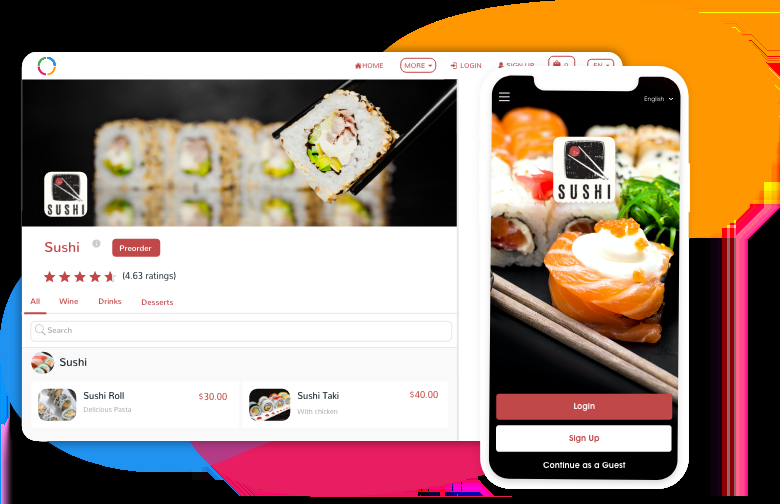 HOME MORE LOGIN SIGN UP 0 EN
SUSHI
Sushi Preorder
(4.63 ratings)
All Wine Drinks Desserts
Search
Sushi
Sushi Roll $30.00
Delicious Pasta
Sushi Taki $40.00
With chicken
English
SUSHI
Login
Sign Up
Continue as a Guest